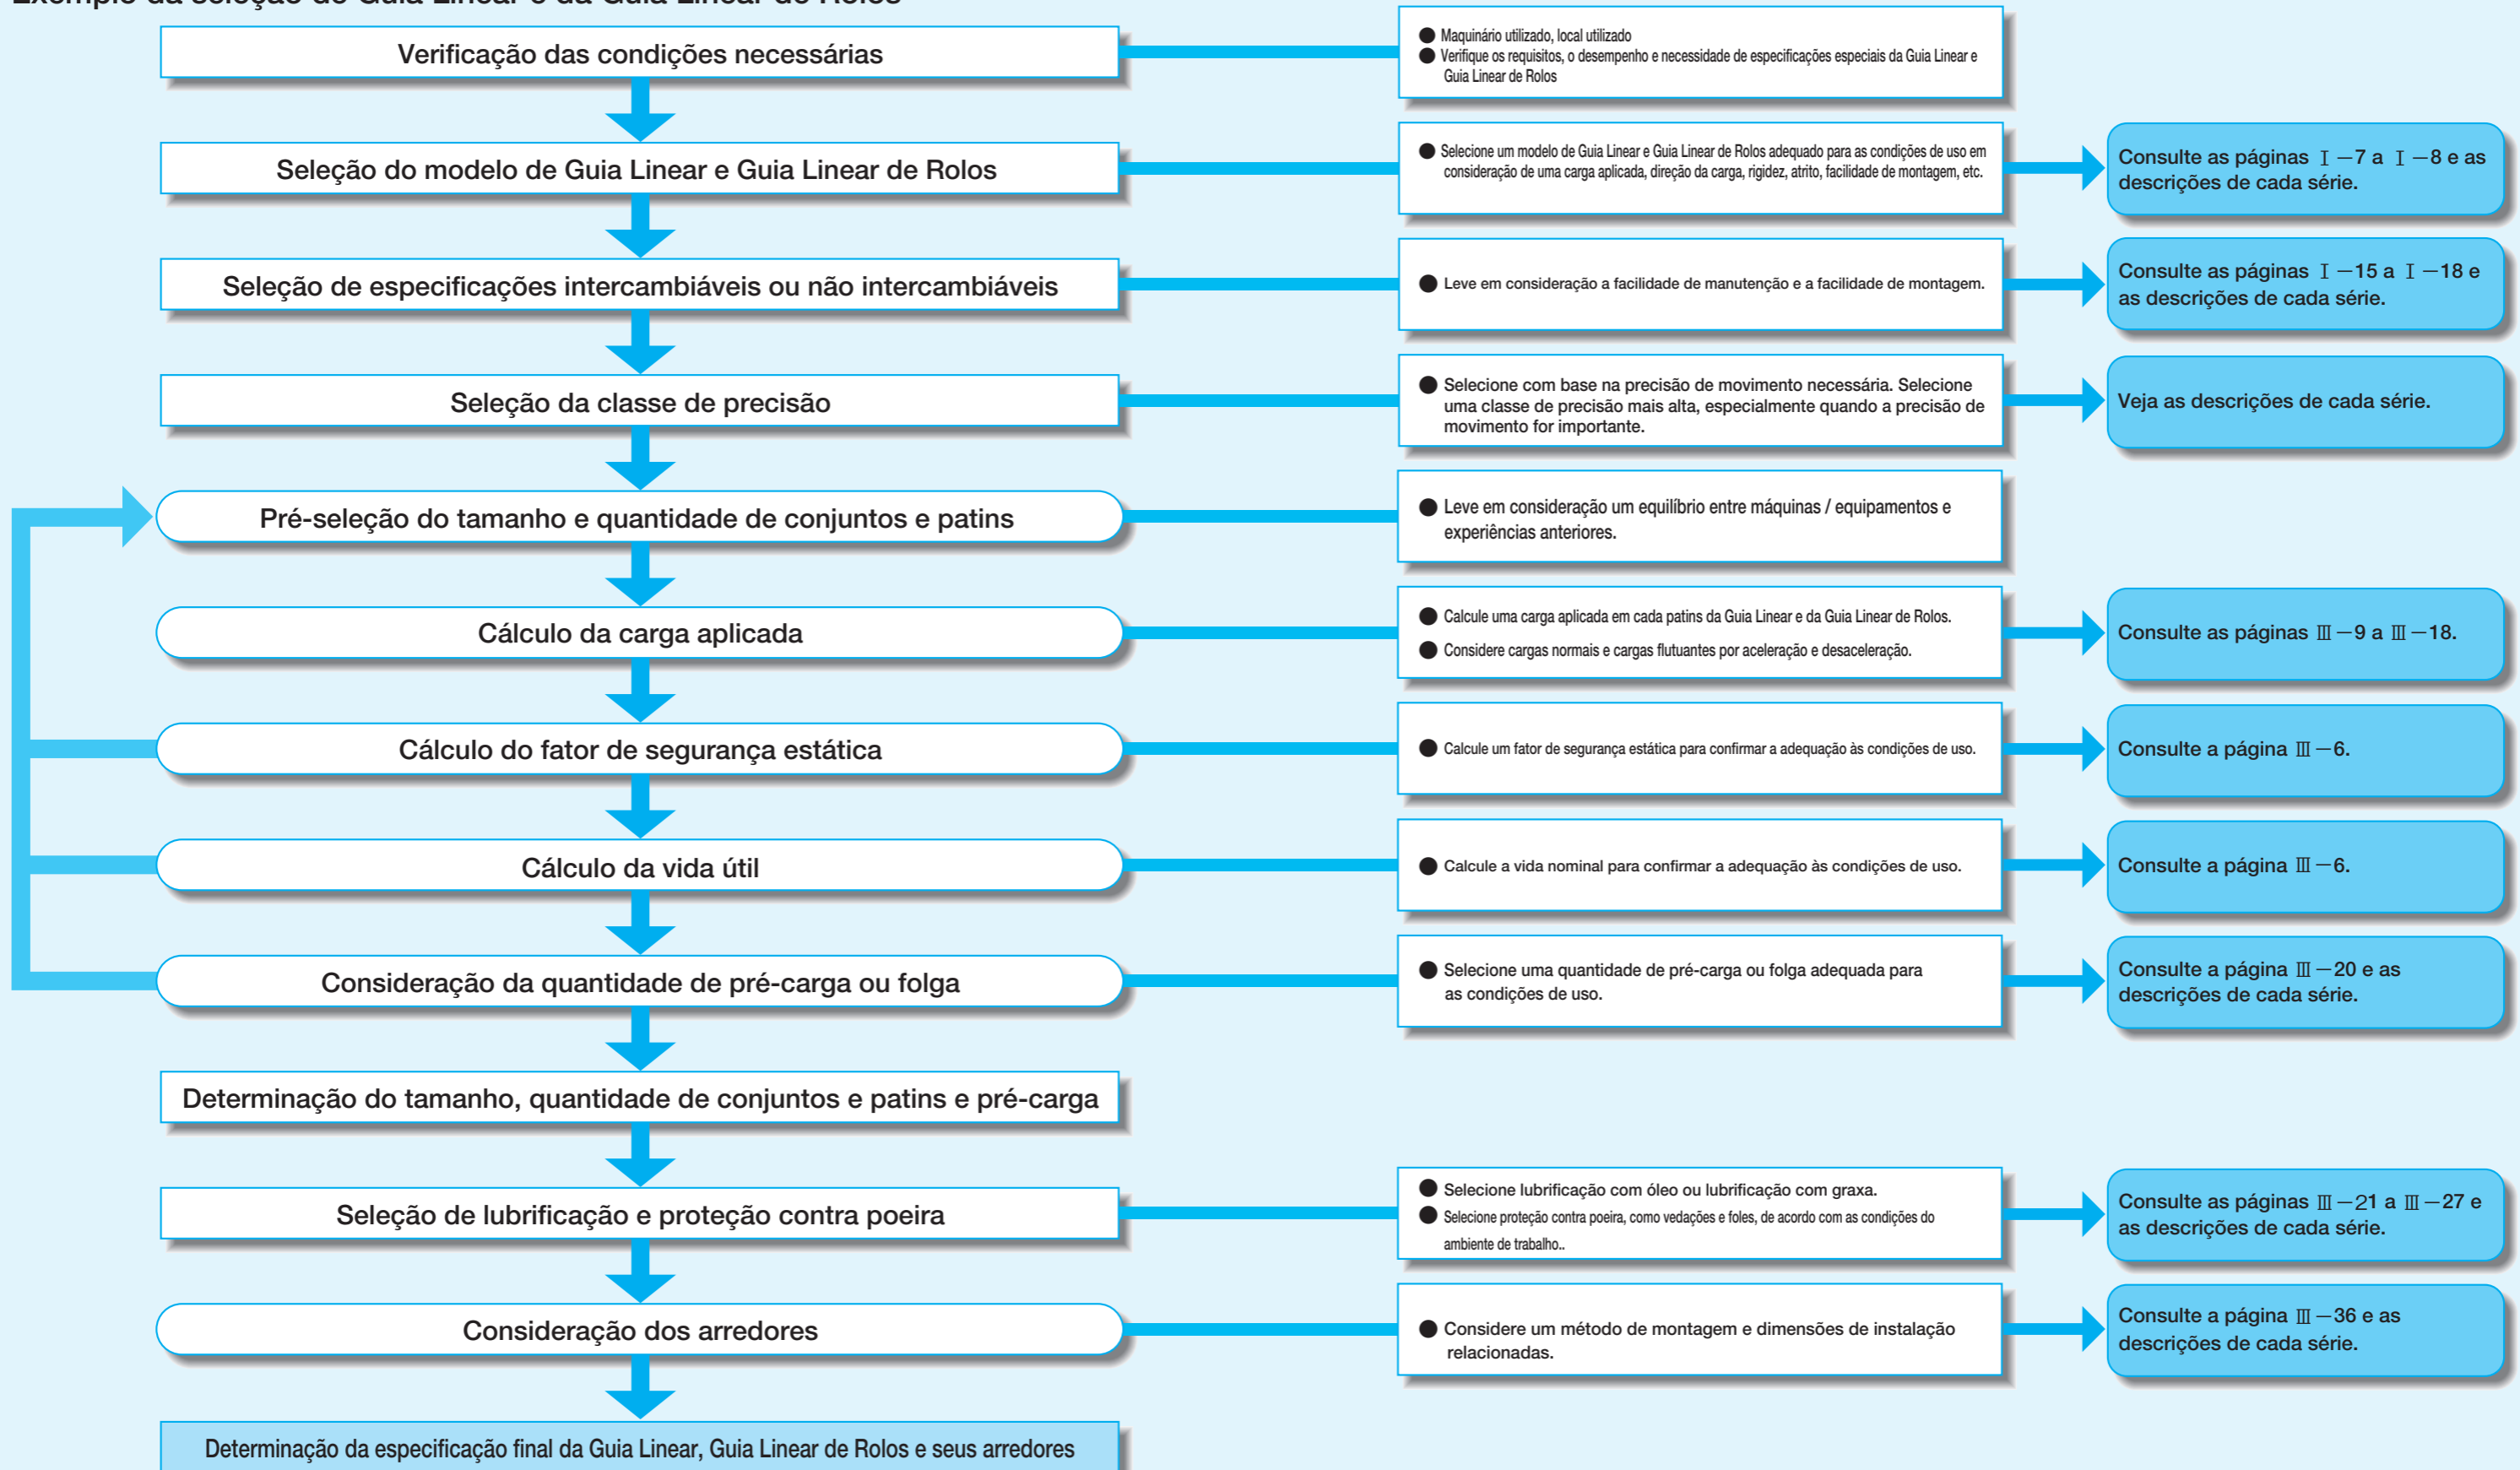 Exemplo da seleção de Guia Linear e da Guia Linear de Rolos
Verificação das condições necessárias
● Maquinário utilizado, local utilizado
● Verifique os requisitos, o desempenho e necessidade de especificações especiais da Guia Linear e
Guia Linear de Rolos
Seleção do modelo de Guia Linear e Guia Linear de Rolos
● Selecione um modelo de Guia Linear e Guia Linear de Rolos adequado para as condições de uso em
consideração de uma carga aplicada, direção da carga, rigidez, atrito, facilidade de montagem, etc.
Consulte as páginas Ⅰ－7 a Ⅰ－8 e as
descrições de cada série.
Seleção de especificações intercambiáveis ou não intercambiáveis
● Leve em consideração a facilidade de manutenção e a facilidade de montagem.
Consulte as páginas Ⅰ－15 a Ⅰ－18 e
as descrições de cada série.
Seleção da classe de precisão
● Selecione com base na precisão de movimento necessária. Selecione
uma classe de precisão mais alta, especialmente quando a precisão de
movimento for importante.
Veja as descrições de cada série.
Pré-seleção do tamanho e quantidade de conjuntos e patins
● Leve em consideração um equilíbrio entre máquinas / equipamentos e
experiências anteriores.
Cálculo da carga aplicada
● Calcule uma carga aplicada em cada patins da Guia Linear e da Guia Linear de Rolos.
● Considere cargas normais e cargas flutuantes por aceleração e desaceleração.
Consulte as páginas Ⅲ－9 a Ⅲ－18.
Cálculo do fator de segurança estática
● Calcule um fator de segurança estática para confirmar a adequação às condições de uso.
Consulte a página Ⅲ－6.
Cálculo da vida útil
● Calcule a vida nominal para confirmar a adequação às condições de uso.
Consulte a página Ⅲ－6.
Consideração da quantidade de pré-carga ou folga
● Selecione uma quantidade de pré-carga ou folga adequada para
as condições de uso.
Consulte a página Ⅲ－20 e as
descrições de cada série.
Determinação do tamanho, quantidade de conjuntos e patins e pré-carga
Seleção de lubrificação e proteção contra poeira
● Selecione lubrificação com óleo ou lubrificação com graxa.
● Selecione proteção contra poeira, como vedações e foles, de acordo com as condições do
ambiente de trabalho..
Consulte as páginas Ⅲ－21 a Ⅲ－27 e
as descrições de cada série.
Consideração dos arredores
● Considere um método de montagem e dimensões de instalação
relacionadas.
Consulte a página Ⅲ－36 e as
descrições de cada série.
Determinação da especificação final da Guia Linear, Guia Linear de Rolos e seus arredores